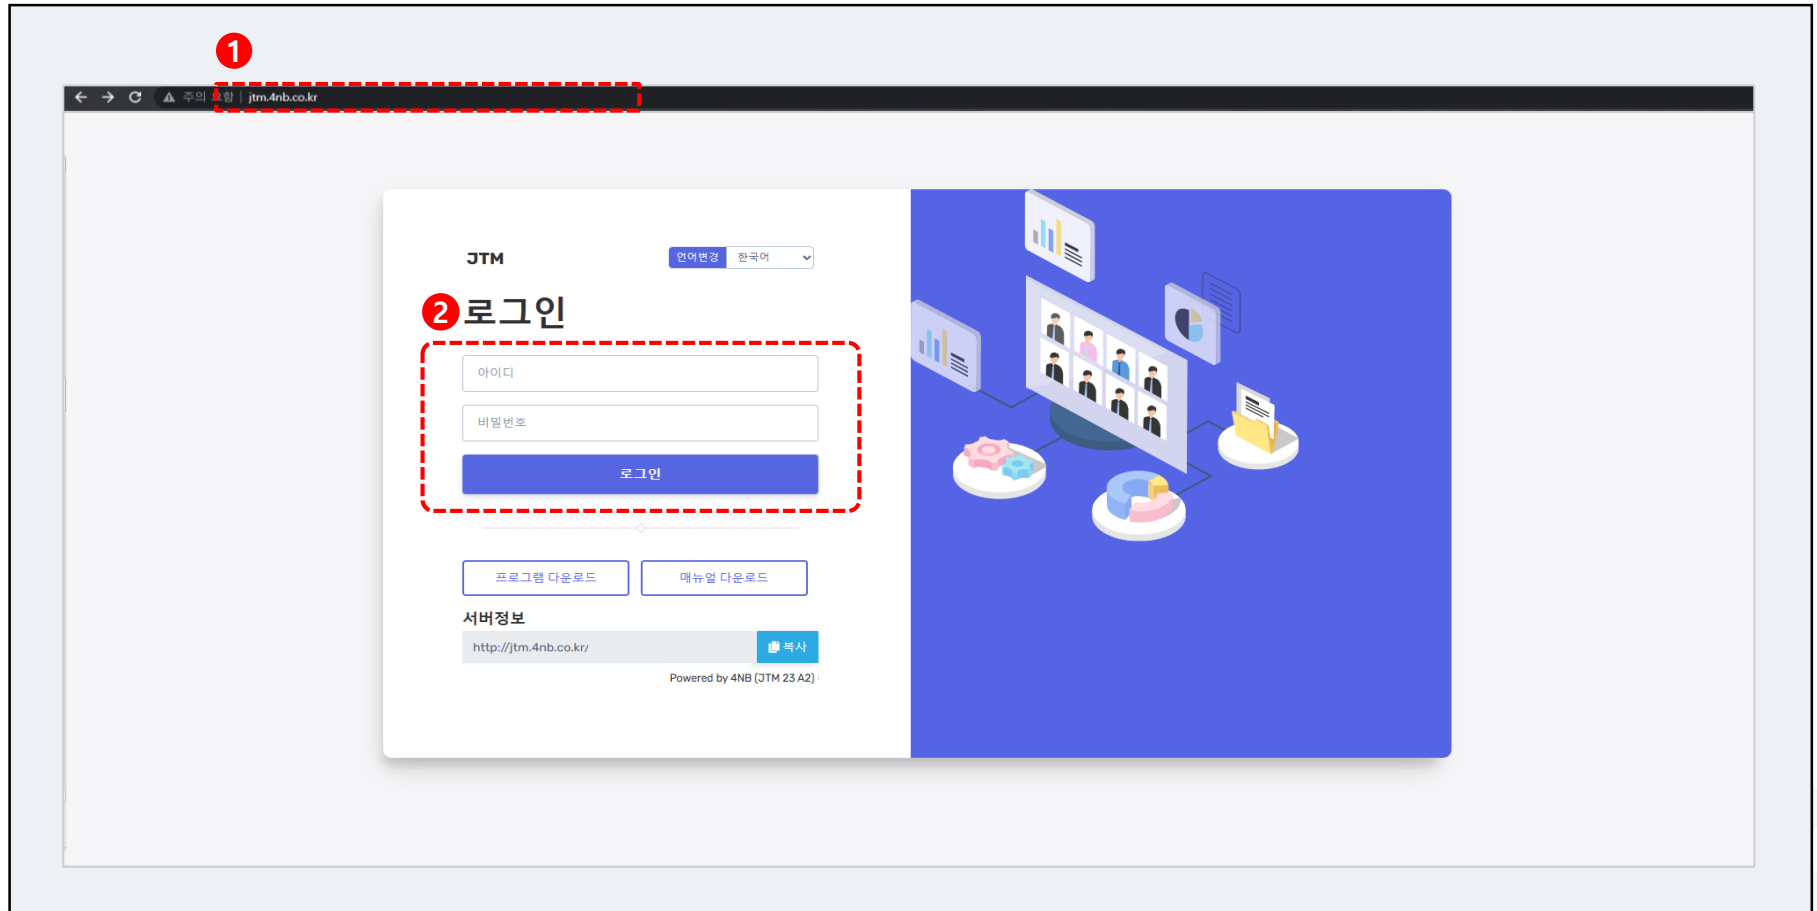 1
주의 요함 | jtm.4nb.co.kr
JTM
언어변경 한국어
2 로그인
아이디
비밀번호
로그인
프로그램 다운로드 매뉴얼 다운로드
서버정보
http://jtm.4nb.co.kr/ 복사
Powered by 4NB (JTM 23 A2)